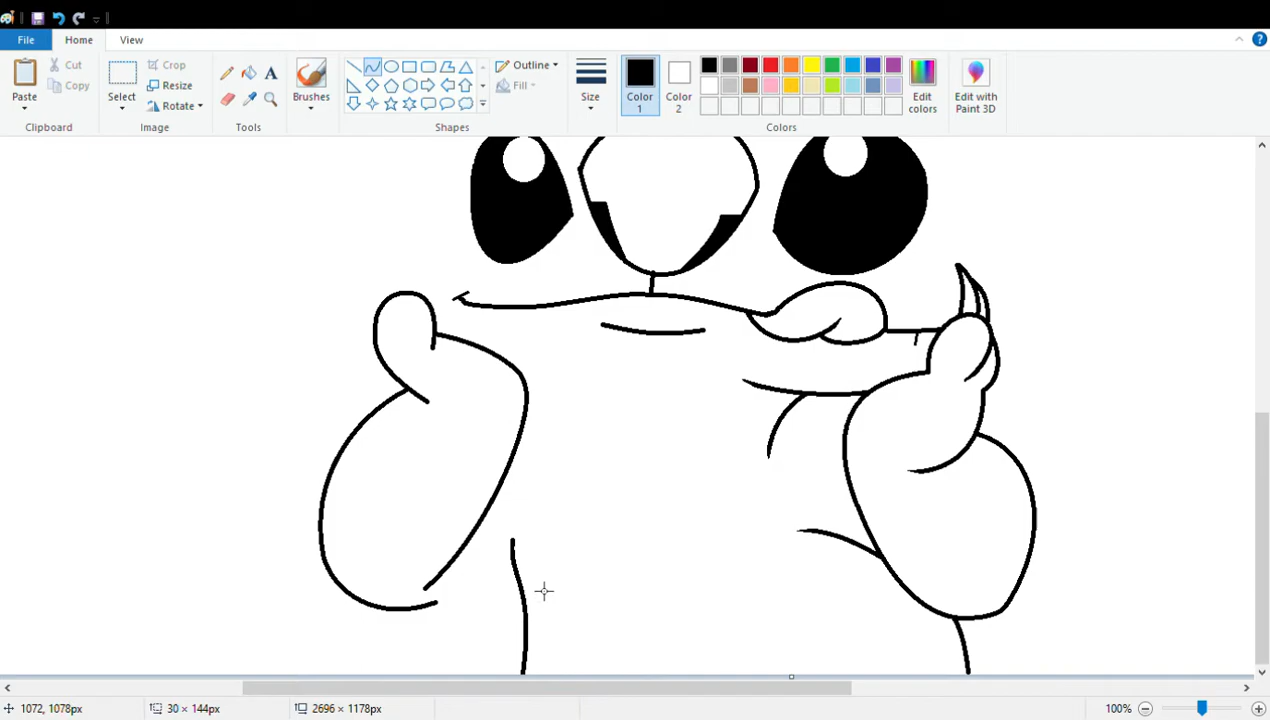 File Home View
Paste Cut Copy Clipboard
Select Crop Resize Rotate Image
A Tools
Brushes
Outline Fill Shapes
Size
Color 1 Color 2 Edit colors Colors
Edit with Paint 3D
1072, 1078px 30 × 144px 2696 × 1178px 100%